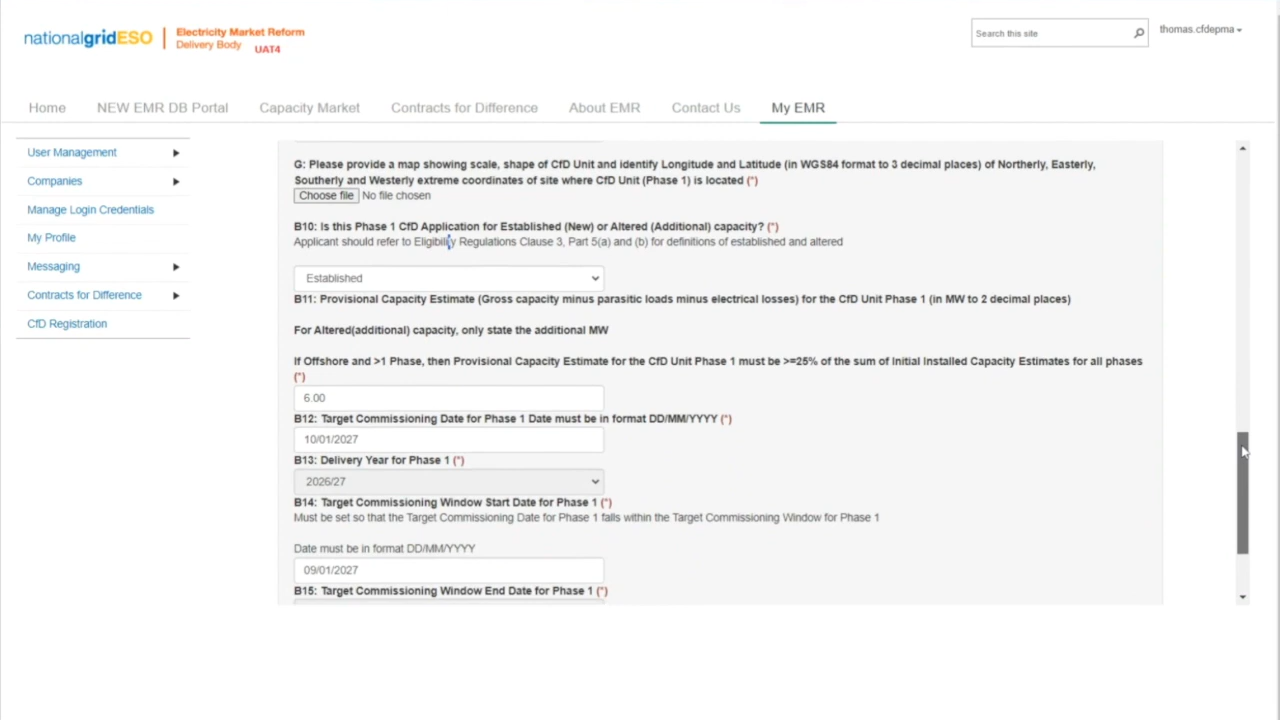 nationalgridESO
Electricity Market Reform
Delivery Body UAT4
Search this site
thomas.cfdepma
Home NEW EMR DB Portal Capacity Market Contracts for Difference About EMR Contact Us My EMR
User Management
Companies
Manage Login Credentials
My Profile
Messaging
Contracts for Difference
CfD Registration
G: Please provide a map showing scale, shape of CfD Unit and identify Longitude and Latitude (in WGS84 format to 3 decimal places) of Northerly, Easterly,
Southerly and Westerly extreme coordinates of site where CfD Unit (Phase 1) is located (*)
Choose file No file chosen
B10: Is this Phase 1 CfD Application for Established (New) or Altered (Additional) capacity? (*)
Applicant should refer to Eligibility Regulations Clause 3, Part 5(a) and (b) for definitions of established and altered
Established
B11: Provisional Capacity Estimate (Gross capacity minus parasitic loads minus electrical losses) for the CfD Unit Phase 1 (in MW to 2 decimal places)
For Altered(additional) capacity, only state the additional MW
If Offshore and >1 Phase, then Provisional Capacity Estimate for the CfD Unit Phase 1 must be >=25% of the sum of Initial Installed Capacity Estimates for all phases
(*)
6.00
B12: Target Commissioning Date for Phase 1 Date must be in format DD/MM/YYYY (*)
10/01/2027
B13: Delivery Year for Phase 1 (*)
2026/27
B14: Target Commissioning Window Start Date for Phase 1 (*)
Must be set so that the Target Commissioning Date for Phase 1 falls within the Target Commissioning Window for Phase 1
Date must be in format DD/MM/YYYY
09/01/2027
B15: Target Commissioning Window End Date for Phase 1 (*)